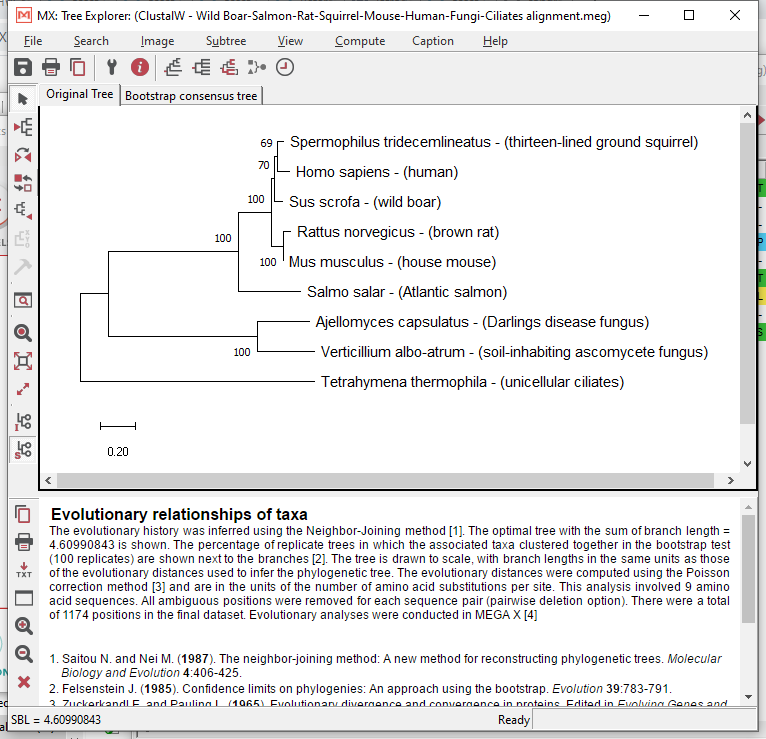 MX: Tree Explorer: (ClustalW - Wild Boar-Salmon-Rat-Squirrel-Mouse-Human-Fungi-Ciliates alignment.meg)
File Search Image Subtree View Compute Caption Help
Original Tree Bootstrap consensus tree
69 Spermophilus tridecemlineatus - (thirteen-lined ground squirrel)
70
Homo sapiens - (human)
100 Sus scrofa - (wild boar)
Rattus norvegicus - (brown rat)
100
100 Mus musculus - (house mouse)
Salmo salar - (Atlantic salmon)
Ajellomyces capsulatus - (Darlings disease fungus)
100 Verticillium albo-atrum - (soil-inhabiting ascomycete fungus)
Tetrahymena thermophila - (unicellular ciliates)
0.20
Evolutionary relationships of taxa
The evolutionary history was inferred using the Neighbor-Joining method [1]. The optimal tree with the sum of branch length =
4.60990843 is shown. The percentage of replicate trees in which the associated taxa clustered together in the bootstrap test
(100 replicates) are shown next to the branches [2]. The tree is drawn to scale, with branch lengths in the same units as those
of the evolutionary distances used to infer the phylogenetic tree. The evolutionary distances were computed using the Poisson
correction method [3] and are in the units of the number of amino acid substitutions per site. This analysis involved 9 amino
acid sequences. All ambiguous positions were removed for each sequence pair (pairwise deletion option). There were a total
of 1174 positions in the final dataset. Evolutionary analyses were conducted in MEGA X [4]
TXT
1. Saitou N. and Nei M. (1987). The neighbor-joining method: A new method for reconstructing phylogenetic trees. Molecular
Biology and Evolution 4:406-425.
2. Felsenstein J. (1985). Confidence limits on phylogenies: An approach using the bootstrap. Evolution 39:783-791.
3. Zuckerkandl E. and Pauling L. (1965). Evolutionary divergence and convergence in proteins. Edited in Evolving Genes and
SBL = 4.60990843 Ready